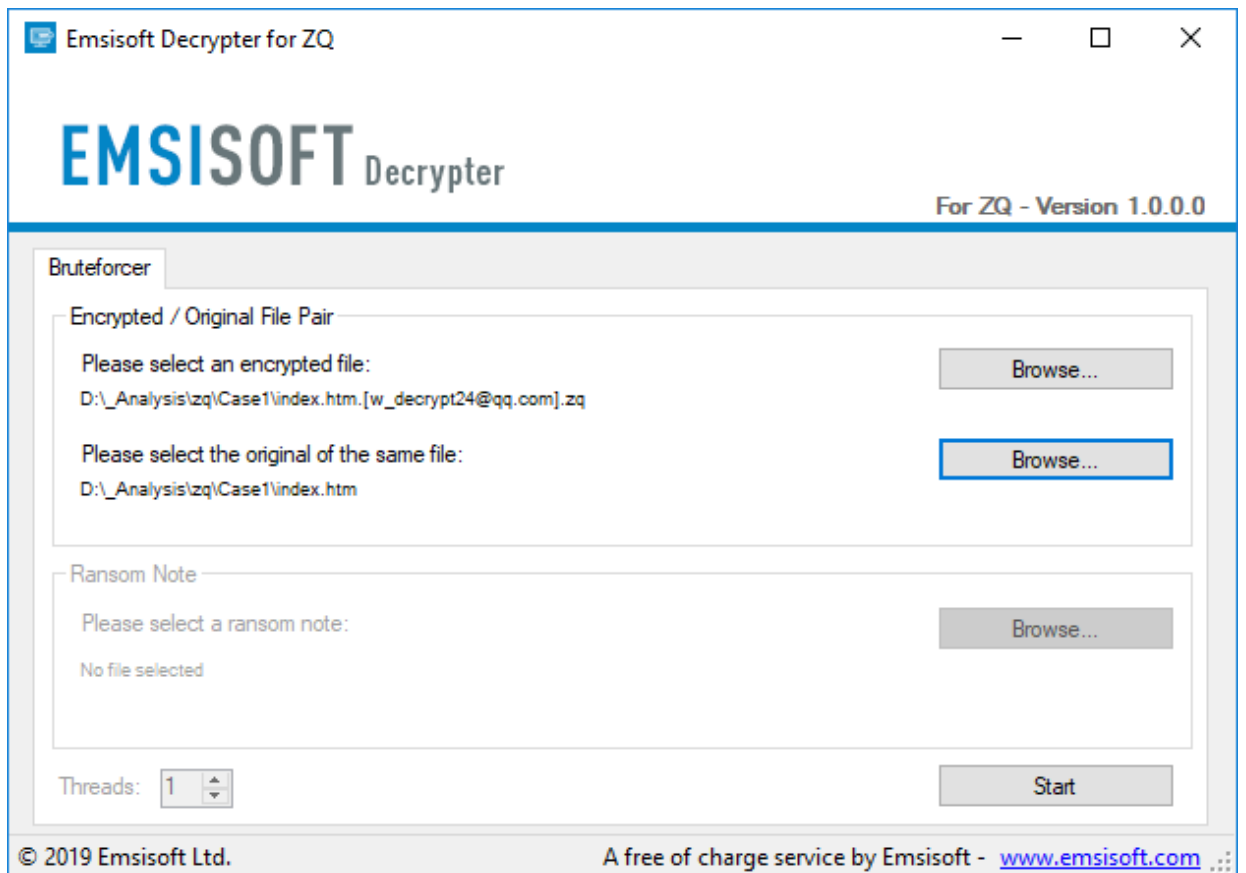 Emsisoft Decrypter for ZQ
EMSISOFT Decrypter
For ZQ - Version 1.0.0.0
Bruteforcer
Encrypted / Original File Pair
Please select an encrypted file:
Browse...
D:\_Analysis\zq\Case1\index.htm.[w_decrypt24@qq.com].zq
Please select the original of the same file:
Browse...
D:\_Analysis\zq\Case1\index.htm
Ransom Note
Please select a ransom note:
Browse...
No file selected
Threads: 1
Start
© 2019 Emsisoft Ltd.
A free of charge service by Emsisoft - www.emsisoft.com